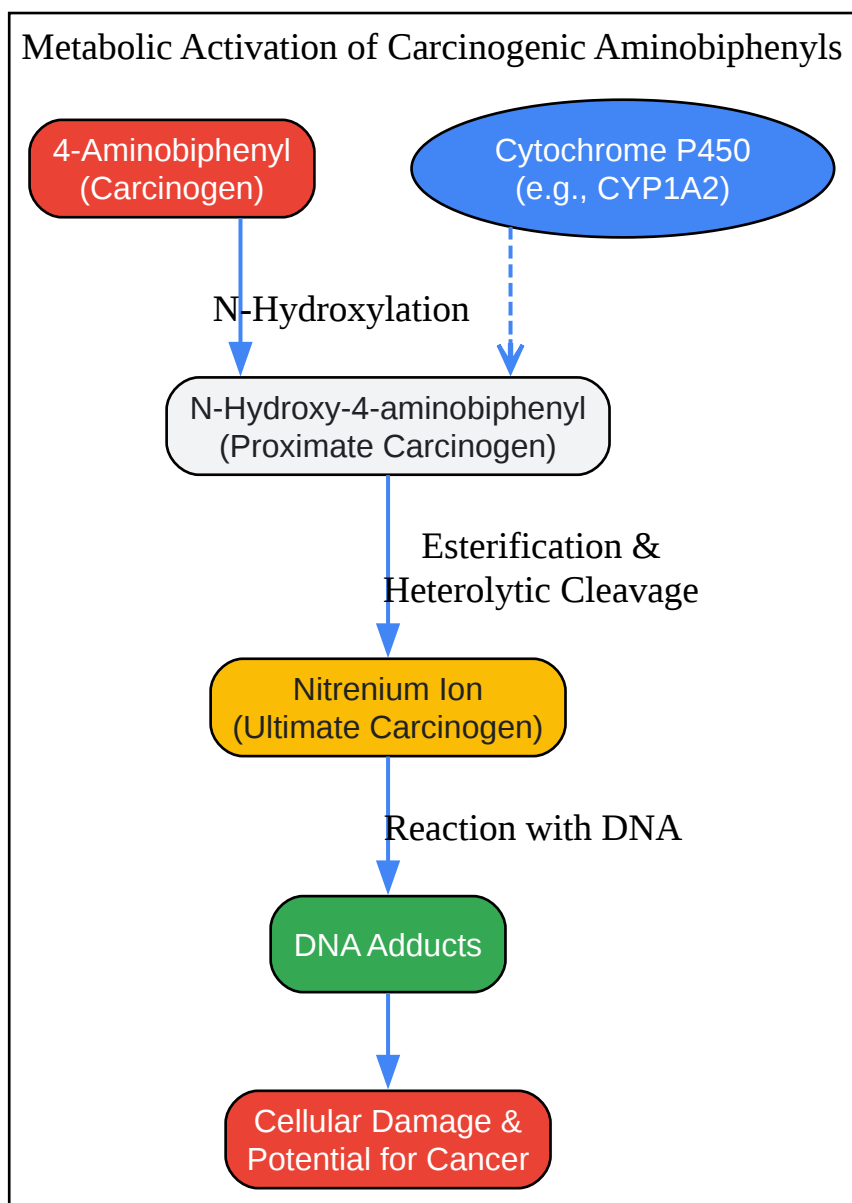 Metabolic Activation of Carcinogenic Aminobiphenyls
4-Aminobiphenyl
(Carcinogen)
Cytochrome P450
(e.g., CYP1A2)
N-Hydroxylation
N-Hydroxy-4-aminobiphenyl
(Proximate Carcinogen)
Esterification &
Heterolytic Cleavage
Nitrenium Ion
(Ultimate Carcinogen)
Reaction with DNA
DNA Adducts
Cellular Damage &
Potential for Cancer